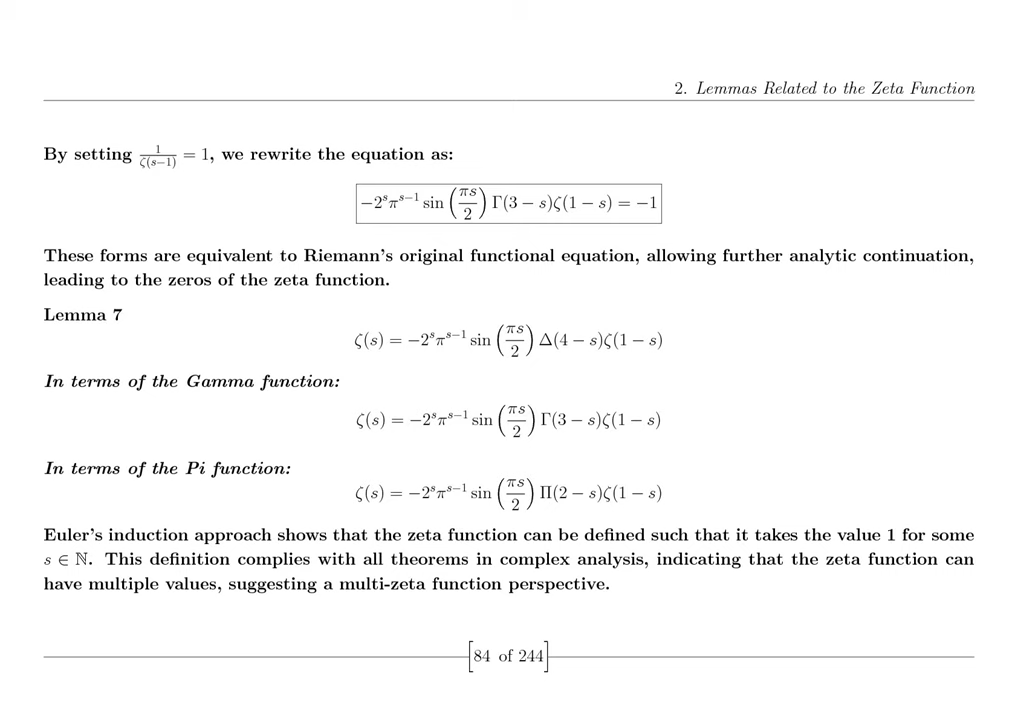 2. Lemmas Related to the Zeta Function
By setting \frac{1}{ζ(s−1)} = 1, we rewrite the equation as:
−2^s π^{s−1} sin(\frac{πs}{2}) Γ(3 − s)ζ(1 − s) = −1
These forms are equivalent to Riemann's original functional equation, allowing further analytic continuation,
leading to the zeros of the zeta function.
Lemma 7
ζ(s) = −2^s π^{s−1} sin(\frac{πs}{2}) Δ(4 − s)ζ(1 − s)
In terms of the Gamma function:
ζ(s) = −2^s π^{s−1} sin(\frac{πs}{2}) Γ(3 − s)ζ(1 − s)
In terms of the Pi function:
ζ(s) = −2^s π^{s−1} sin(\frac{πs}{2}) Π(2 − s)ζ(1 − s)
Euler's induction approach shows that the zeta function can be defined such that it takes the value 1 for some
s ∈ ℕ. This definition complies with all theorems in complex analysis, indicating that the zeta function can
have multiple values, suggesting a multi-zeta function perspective.
[84 of 244]